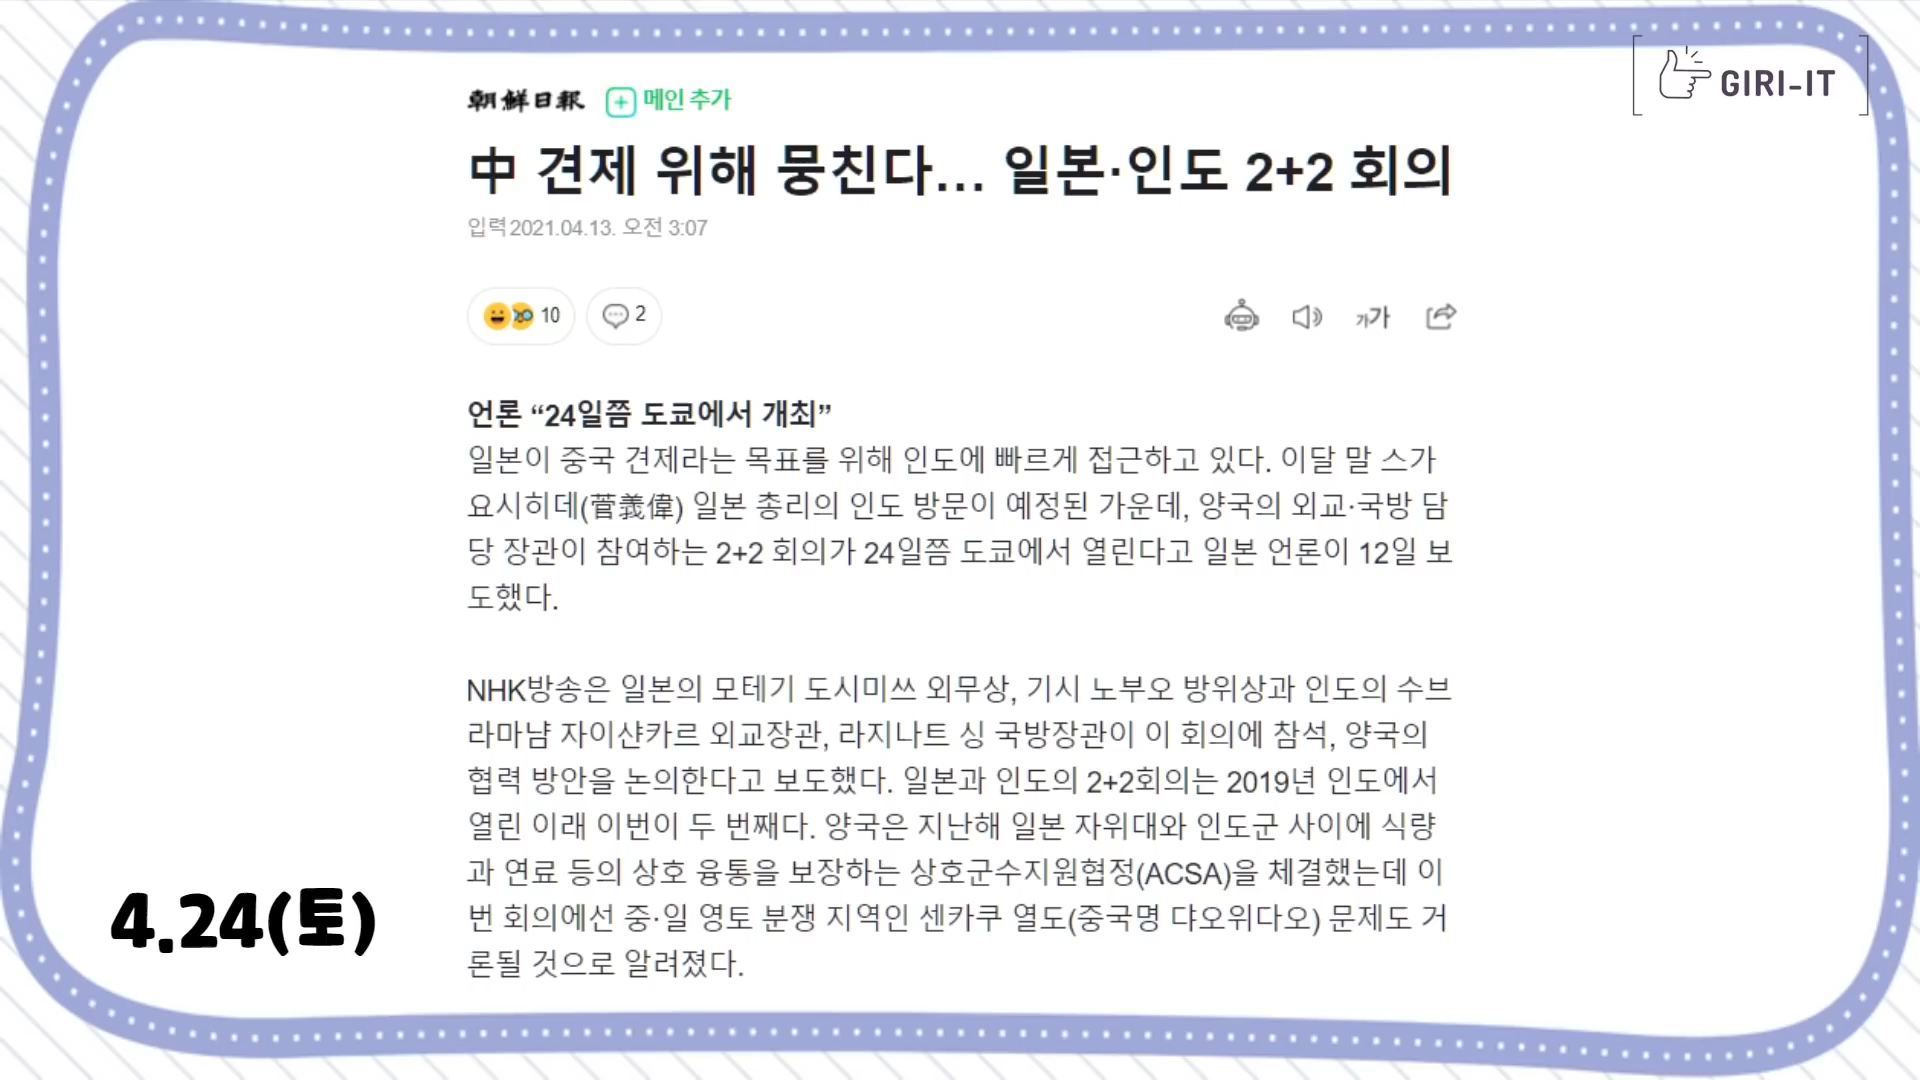 GIRI-IT
朝鮮日報 메인 추가
中 견제 위해 뭉친다… 일본·인도 2+2 회의
입력2021.04.13. 오전 3:07
10
2
가가
언론 “24일쯤 도쿄에서 개최”
일본이 중국 견제라는 목표를 위해 인도에 빠르게 접근하고 있다. 이달 말 스가
요시히데(菅義偉) 일본 총리의 인도 방문이 예정된 가운데, 양국의 외교·국방 담
당 장관이 참여하는 2+2 회의가 24일쯤 도쿄에서 열린다고 일본 언론이 12일 보
도했다.
NHK방송은 일본의 모테기 도시미쓰 외무상, 기시 노부오 방위상과 인도의 수브
라마냠 자이샨카르 외교장관, 라지나트 싱 국방장관이 이 회의에 참석, 양국의
협력 방안을 논의한다고 보도했다. 일본과 인도의 2+2회의는 2019년 인도에서
열린 이래 이번이 두 번째다. 양국은 지난해 일본 자위대와 인도군 사이에 식량
과 연료 등의 상호 융통을 보장하는 상호군수지원협정(ACSA)을 체결했는데 이
번 회의에선 중·일 영토 분쟁 지역인 센카쿠 열도(중국명 댜오위다오) 문제도 거
론될 것으로 알려졌다.
4.24(토)